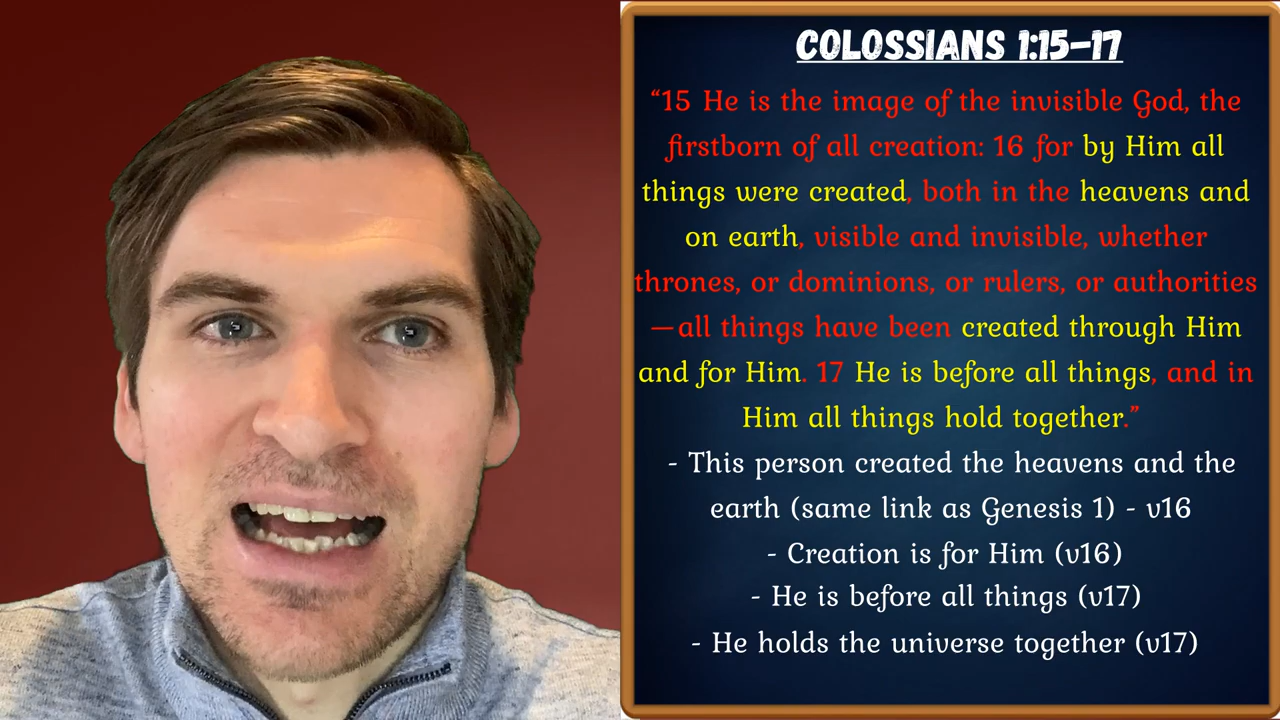 COLOSSIANS 1:15–17
“15 He is the image of the invisible God, the
firstborn of all creation: 16 for by Him all
things were created, both in the heavens and
on earth, visible and invisible, whether
thrones, or dominions, or rulers, or authorities
—all things have been created through Him
and for Him. 17 He is before all things, and in
Him all things hold together.”
- This person created the heavens and the
earth (same link as Genesis 1) - v16
- Creation is for Him (v16)
- He is before all things (v17)
- He holds the universe together (v17)